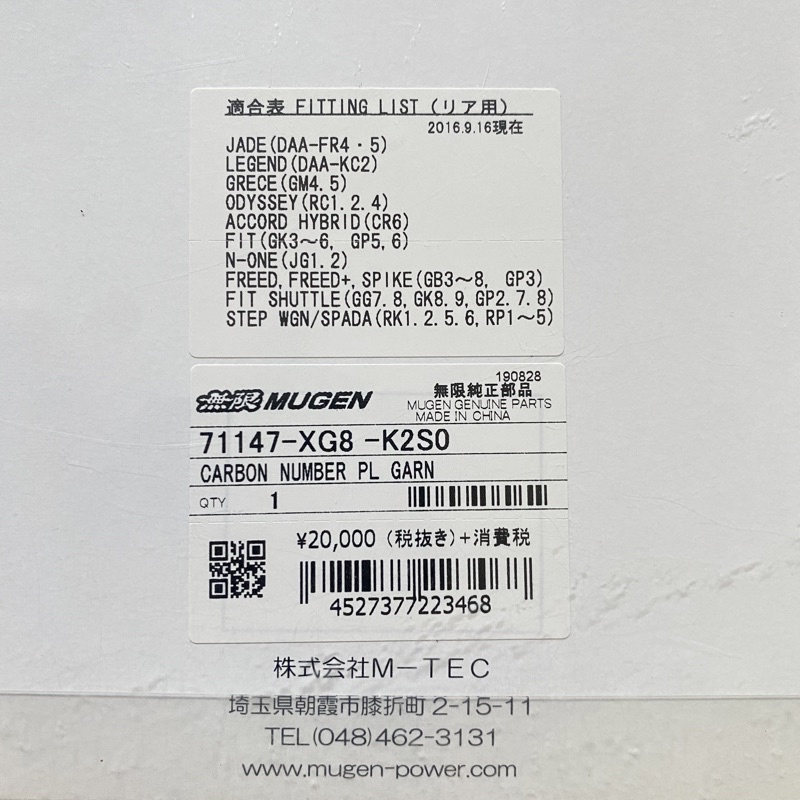 適合表 FITTING LIST (リア用)
2016.9.16現在
JADE(DAA-FR4・5)
LEGEND(DAA-KC2)
GRECE(GM4.5)
ODYSSEY(RC1.2.4)
ACCORD HYBRID(CR6)
FIT(GK3～6, GP5,6)
N-ONE(JG1.2)
FREED,FREED+,SPIKE(GB3～8, GP3)
FIT SHUTTLE(GG7.8,GK8.9,GP2.7.8)
STEP WGN/SPADA(RK1.2.5.6,RP1～5)
190828
無限 MUGEN 無限純正部品
MUGEN GENUINE PARTS
MADE IN CHINA
71147-XG8 -K2S0
CARBON NUMBER PL GARN
QTY 1
¥20,000 (税抜き)+消費税
4527377223468
株式会社M-TEC
埼玉県朝霞市膝折町2-15-11
TEL(048)462-3131
www.mugen-power.com